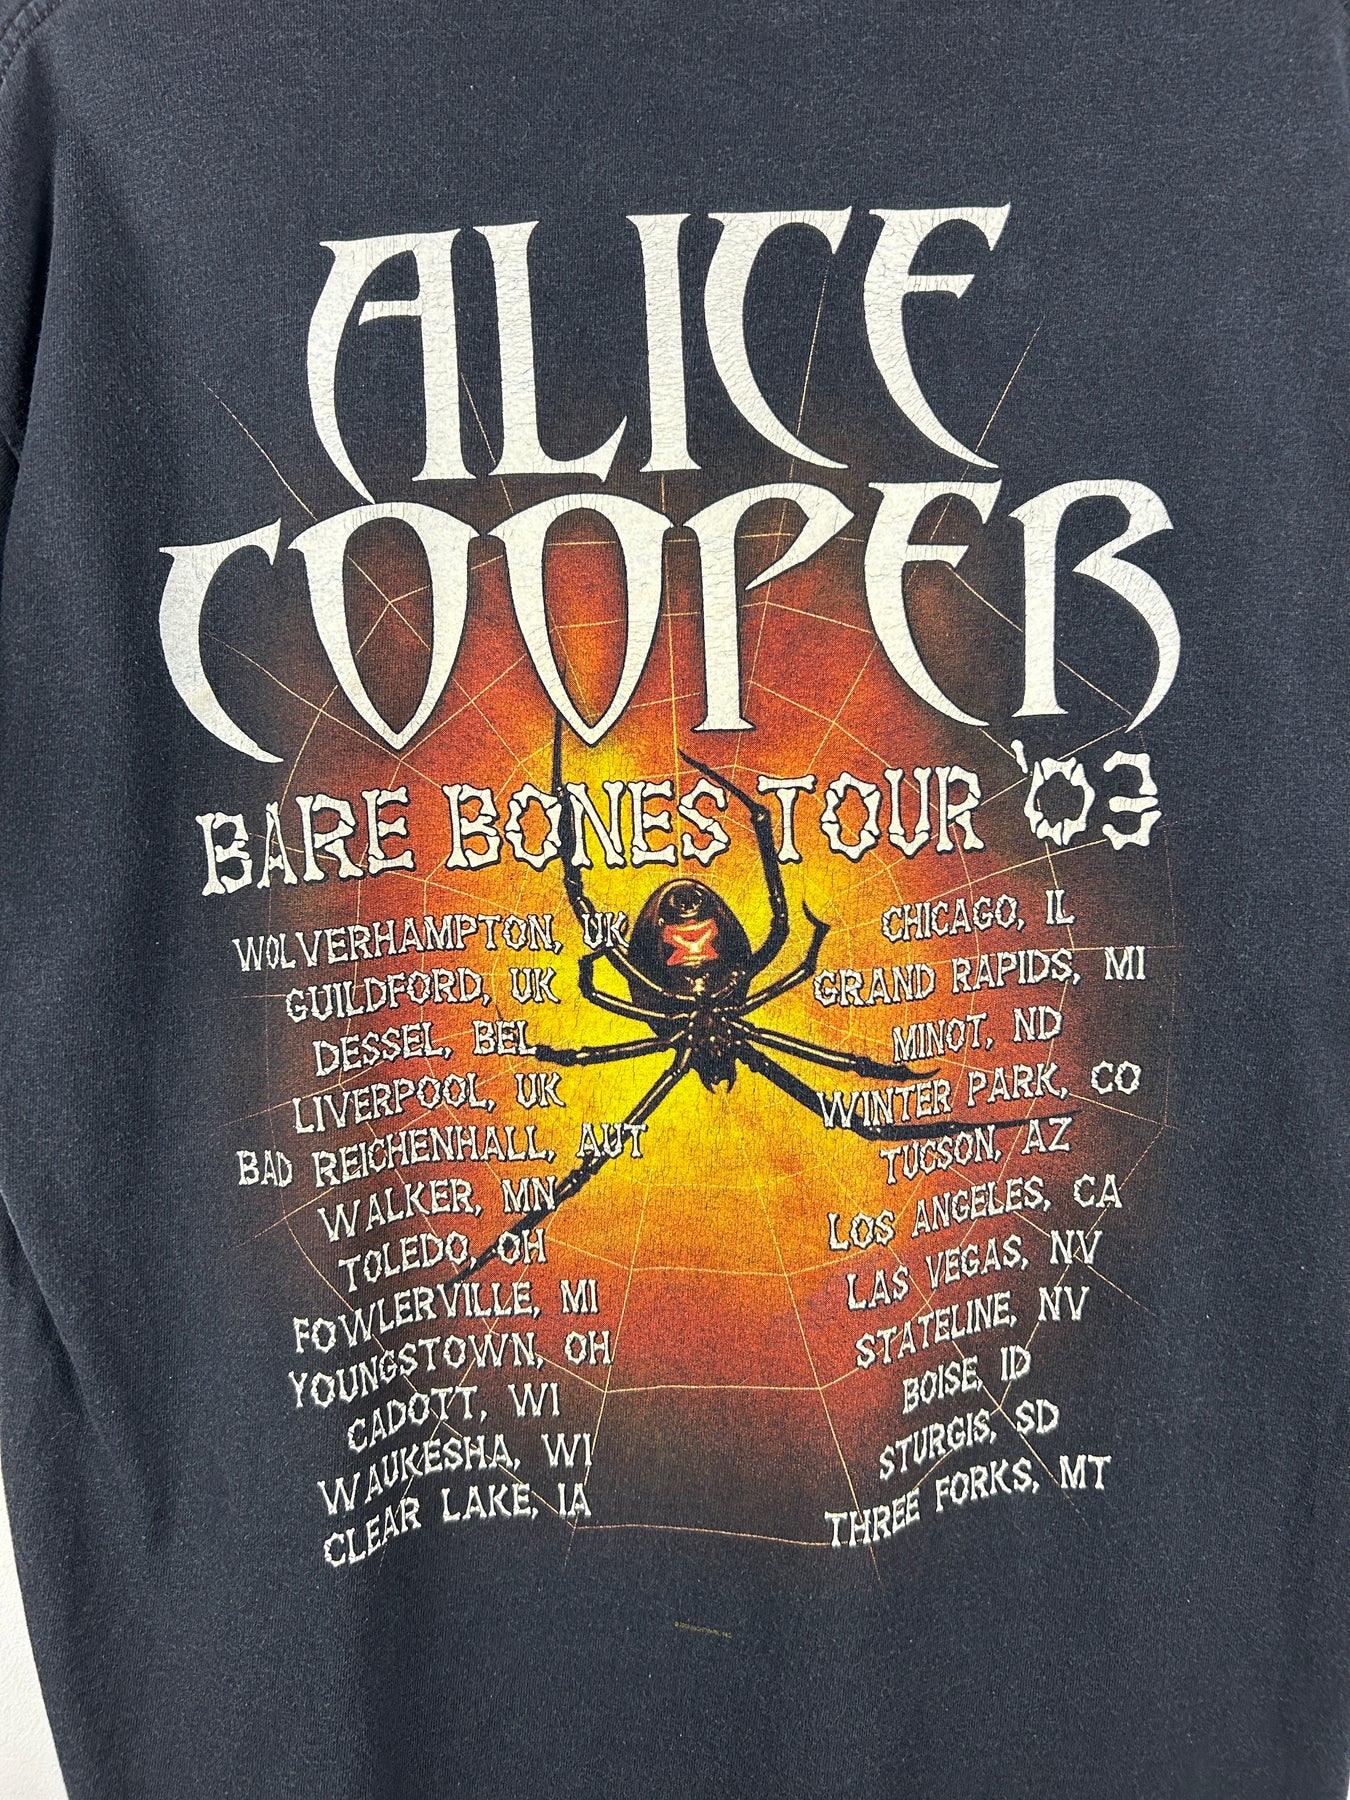 ALICE
COOPER
BARE BONES TOUR '03
WOLVERHAMPTON, UK
GUILDFORD, UK
DESSEL, BEL
LIVERPOOL, UK
BAD REICHENHALL, AUT
WALKER, MN
TOLEDO, OH
FOWLERVILLE, MI
YOUNGSTOWN, OH
CADOTT, WI
WAUKESHA, WI
CLEAR LAKE, IA
CHICAGO, IL
GRAND RAPIDS, MI
MINOT, ND
WINTER PARK, CO
TUCSON, AZ
LOS ANGELES, CA
LAS VEGAS, NV
STATELINE, NV
BOISE, ID
STURGIS, SD
THREE FORKS, MT